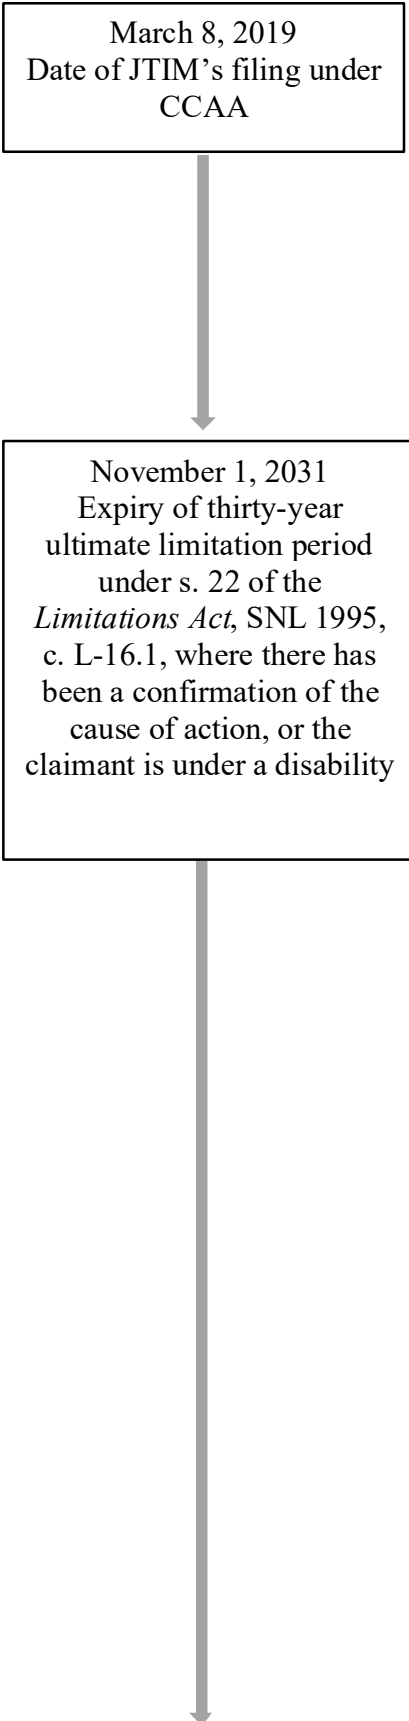 March 8, 2019
Date of JTIM’s filing under
CCAA
November 1, 2031
Expiry of thirty-year
ultimate limitation period
under s. 22 of the
Limitations Act, SNL 1995,
c. L-16.1, where there has
been a confirmation of the
cause of action, or the
claimant is under a disability